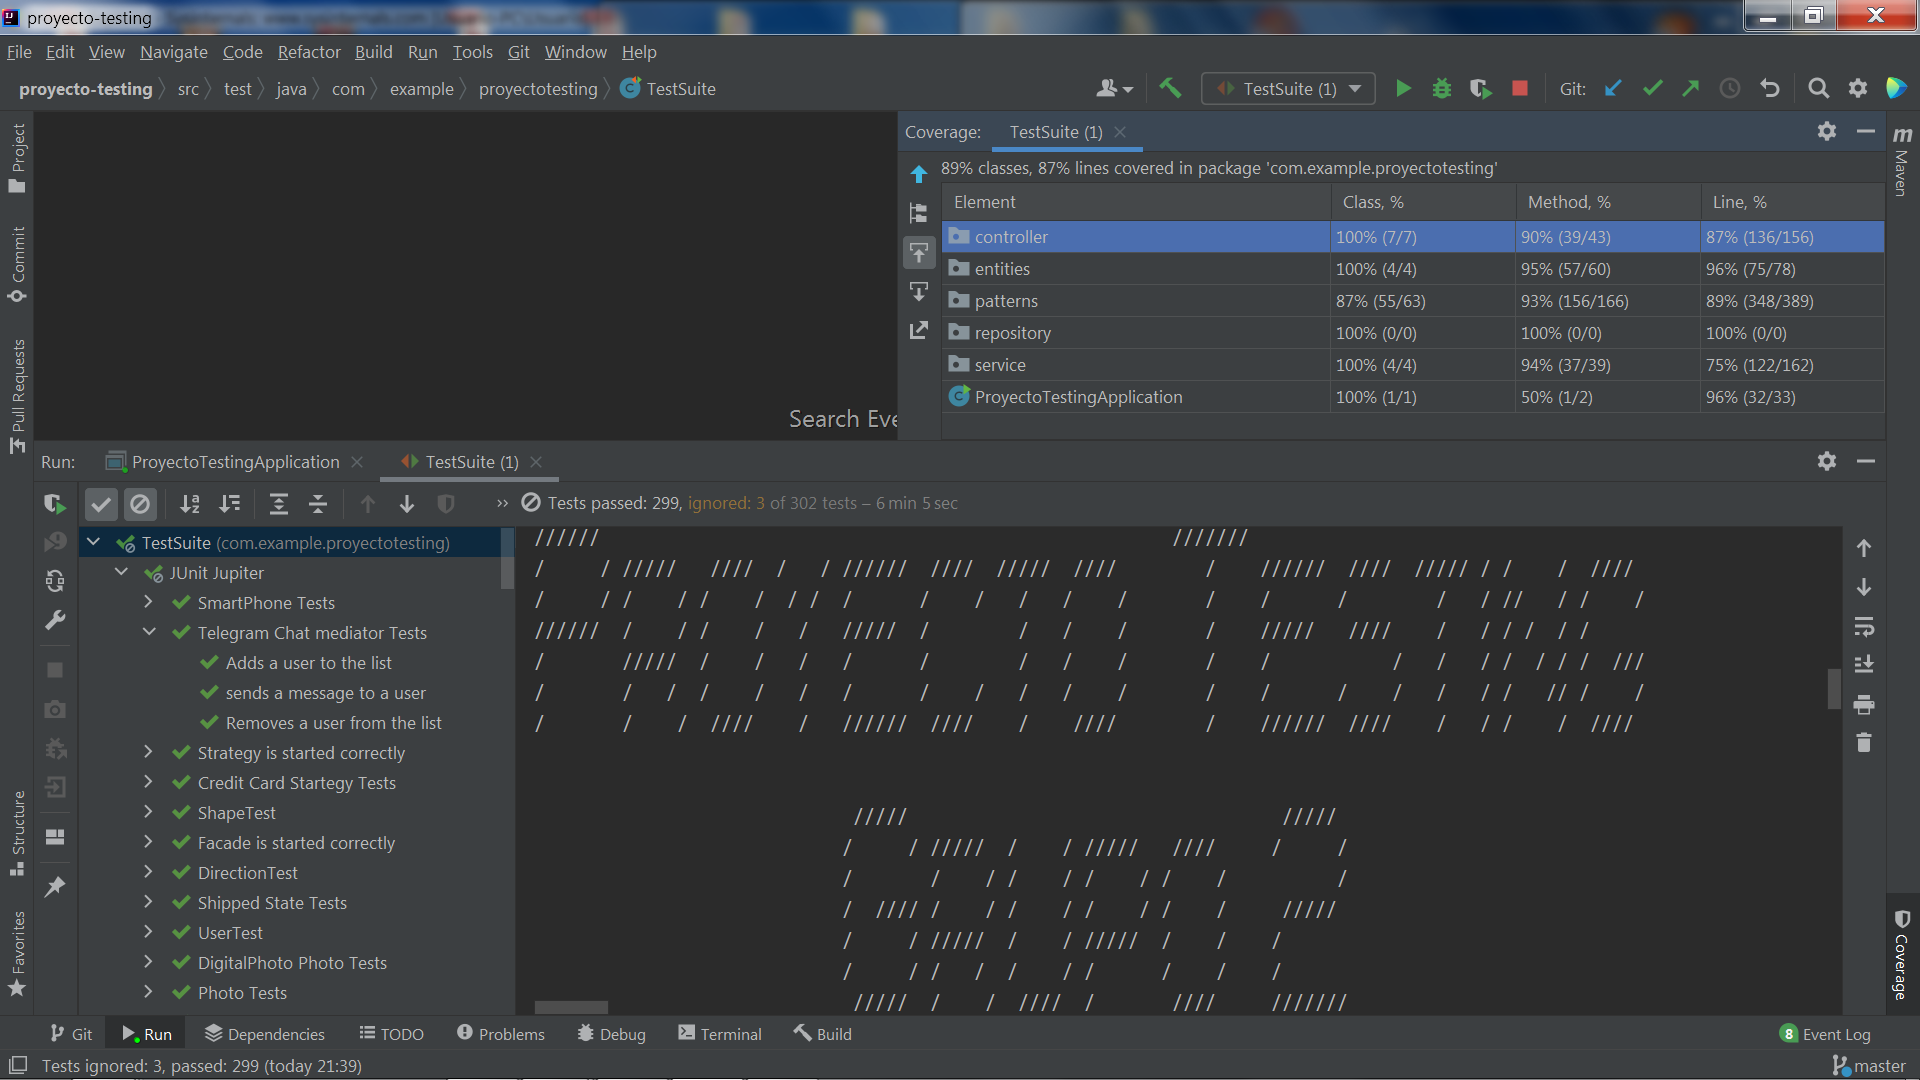 proyecto-testing
File Edit View Navigate Code Refactor Build Run Tools Git Window Help
proyecto-testing src test java com example proyectotesting TestSuite
TestSuite (1)
Git:
Project
Commit
Pull Requests
Structure
Favorites
Search Eve
Coverage: TestSuite (1)
89% classes, 87% lines covered in package 'com.example.proyectotesting'
Element Class, % Method, % Line, %
controller 100% (7/7) 90% (39/43) 87% (136/156)
entities 100% (4/4) 95% (57/60) 96% (75/78)
patterns 87% (55/63) 93% (156/166) 89% (348/389)
repository 100% (0/0) 100% (0/0) 100% (0/0)
service 100% (4/4) 94% (37/39) 75% (122/162)
ProyectoTestingApplication 100% (1/1) 50% (1/2) 96% (32/33)
Maven
Coverage
Run: ProyectoTestingApplication TestSuite (1)
Tests passed: 299, ignored: 3 of 302 tests – 6 min 5 sec
TestSuite (com.example.proyectotesting)
JUnit Jupiter
SmartPhone Tests
Telegram Chat mediator Tests
Adds a user to the list
sends a message to a user
Removes a user from the list
Strategy is started correctly
Credit Card Startegy Tests
ShapeTest
Facade is started correctly
DirectionTest
Shipped State Tests
UserTest
DigitalPhoto Photo Tests
Photo Tests
PROYECTO TESTING
GRUPO 2
Git Run Dependencies TODO Problems Debug Terminal Build
8 Event Log
Tests ignored: 3, passed: 299 (today 21:39)
master